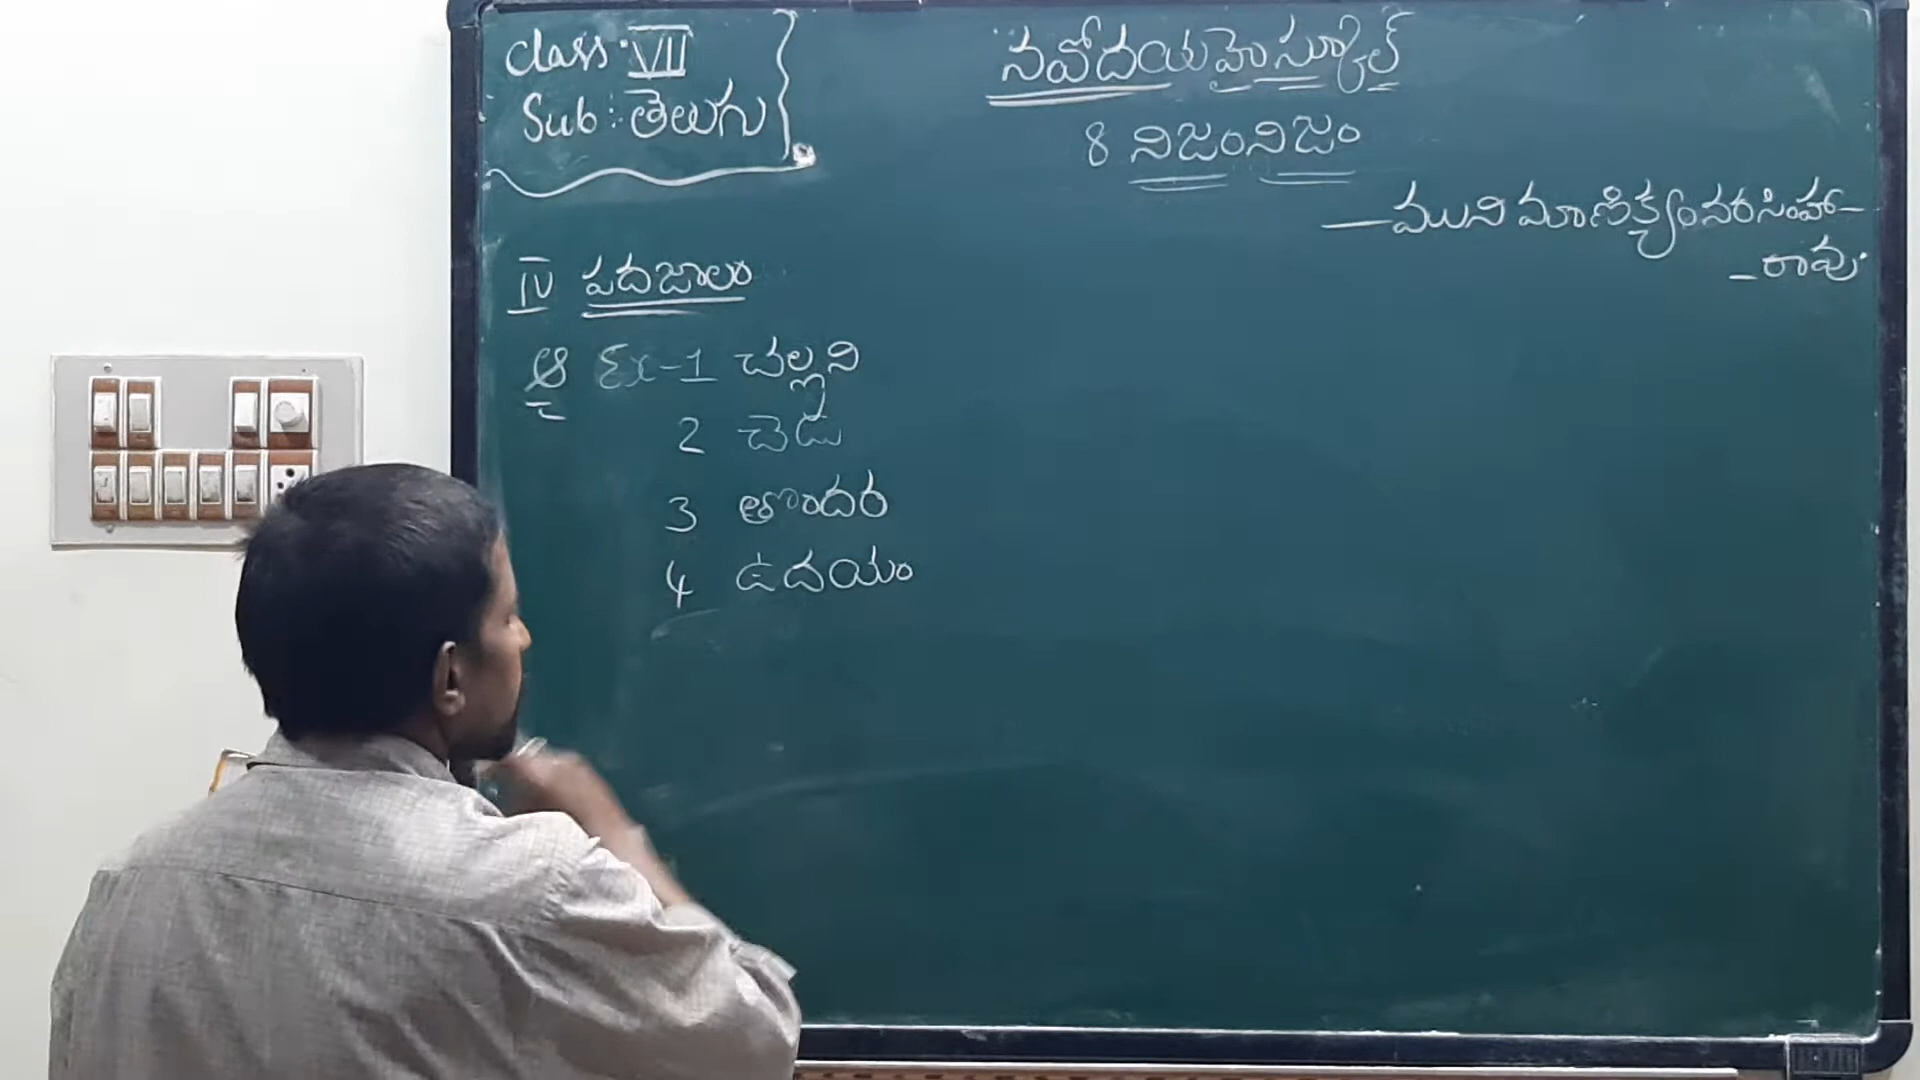 Class: VII
Sub: తెలుగు
నవోదయ హై స్కూల్
8 నిజం నిజం
— ముని మాణిక్యం నరసింహా-
- రావు
IV పదజాలం
ఆ Ex-1 చల్లని
2 చెడు
3 తొందర
4 ఉదయం